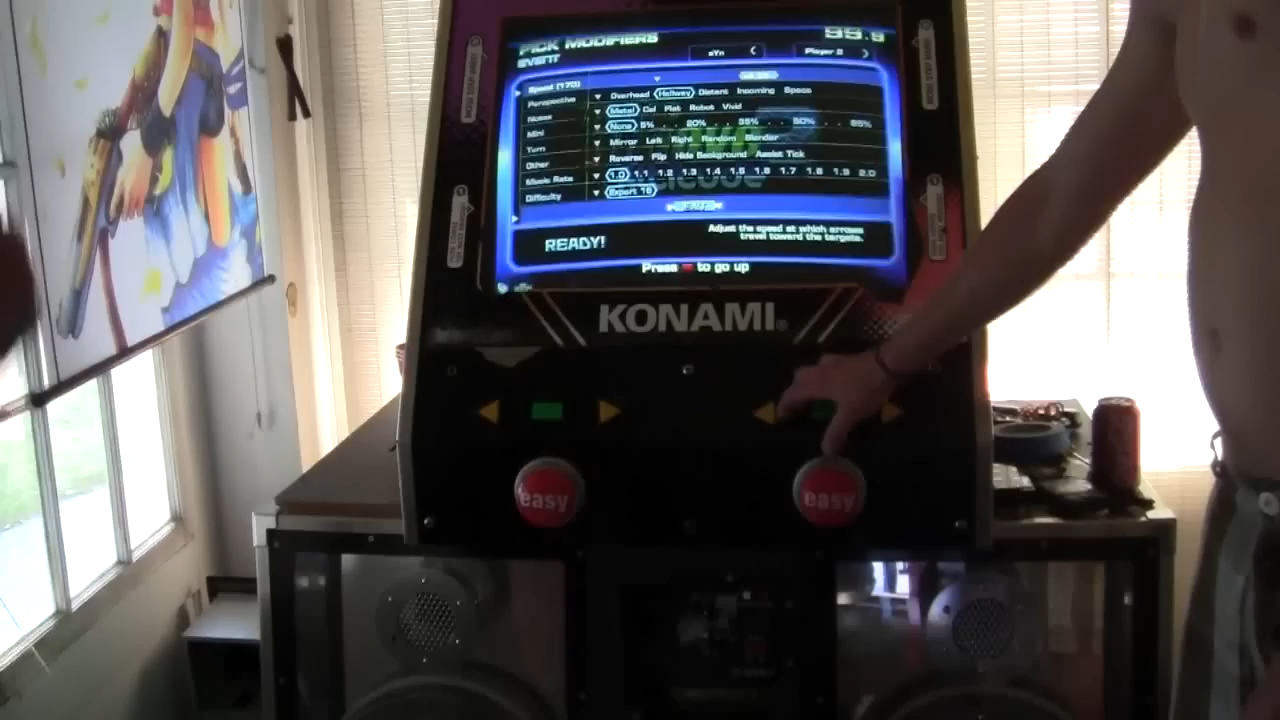 PICK MODIFIERS
99.9
EVENT
sYn
Player 2
Speed (170)
Perspective
Overhead Hallway Distant Incoming Space
Noise
Metal Cel Flat Robot Vivid
Mini
None 5% 20% 35% 50% 65%
Turn
Mirror Left Right Random Blender
Other
Reverse Flip Hide Background Assist Tick
Music Rate
1.0 1.1 1.2 1.3 1.4 1.5 1.6 1.7 1.8 1.9 2.0
Difficulty
Expert 16
READY!
Adjust the speed at which arrows
travel toward the targets.
Press to go up
KONAMI
easy
easy